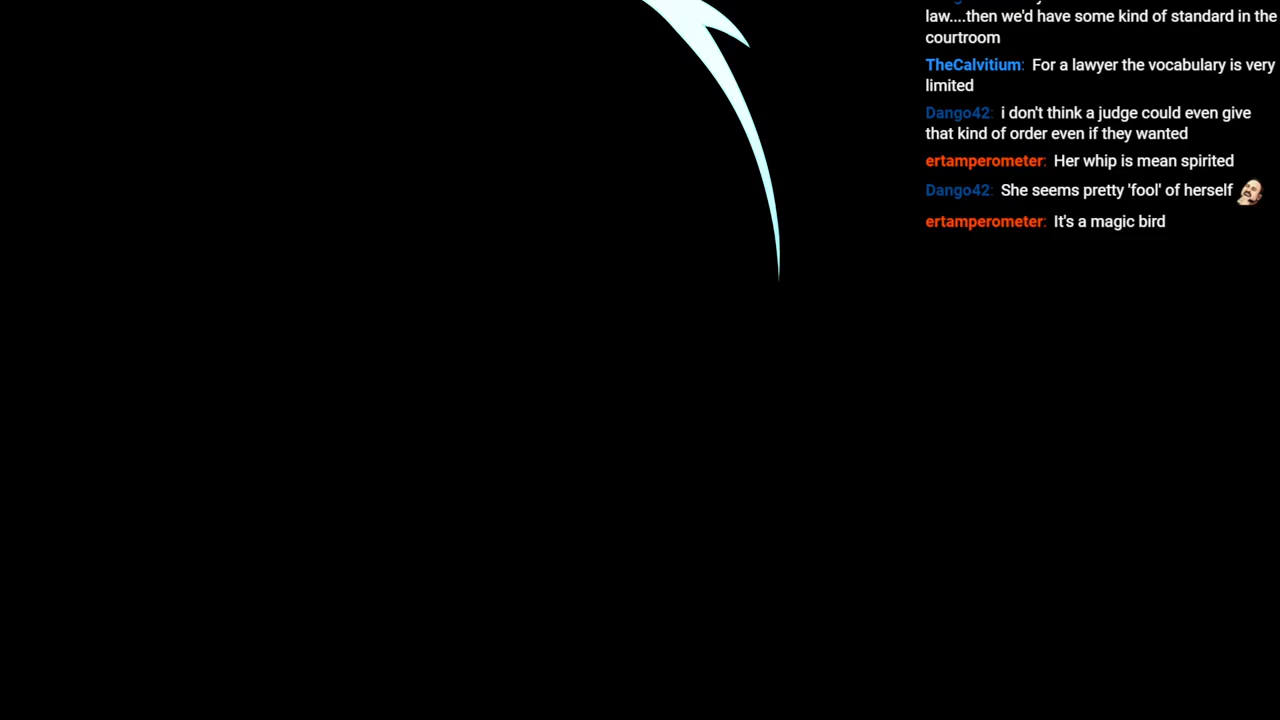 law....then we'd have some kind of standard in the
courtroom
TheCalvitium: For a lawyer the vocabulary is very
limited
Dango42: i don't think a judge could even give
that kind of order even if they wanted
ertamperometer: Her whip is mean spirited
Dango42: She seems pretty 'fool' of herself
ertamperometer: It's a magic bird